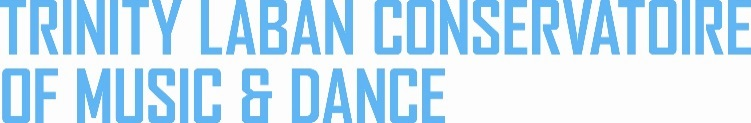 TRINITY LABAN CONSERVATOIRE
OF MUSIC & DANCE